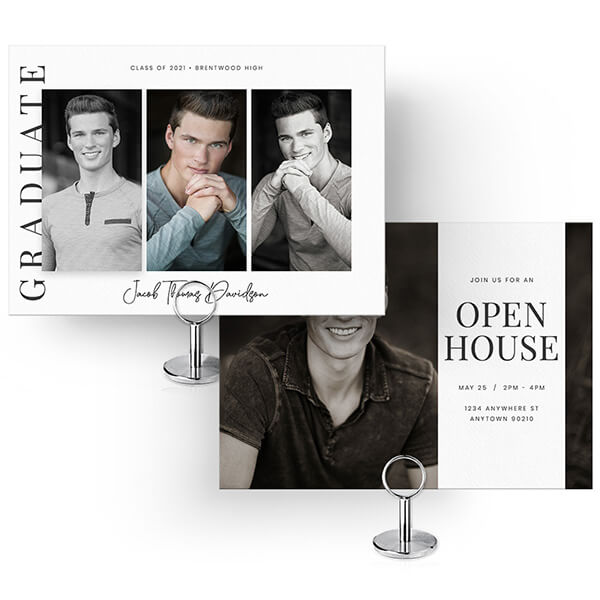 CLASS OF 2021 • BRENTWOOD HIGH
GRADUATE
Jacob Thomas Davidson
JOIN US FOR AN
OPEN
HOUSE
MAY 25 / 2PM - 4PM
1234 ANYWHERE ST
ANYTOWN 90210